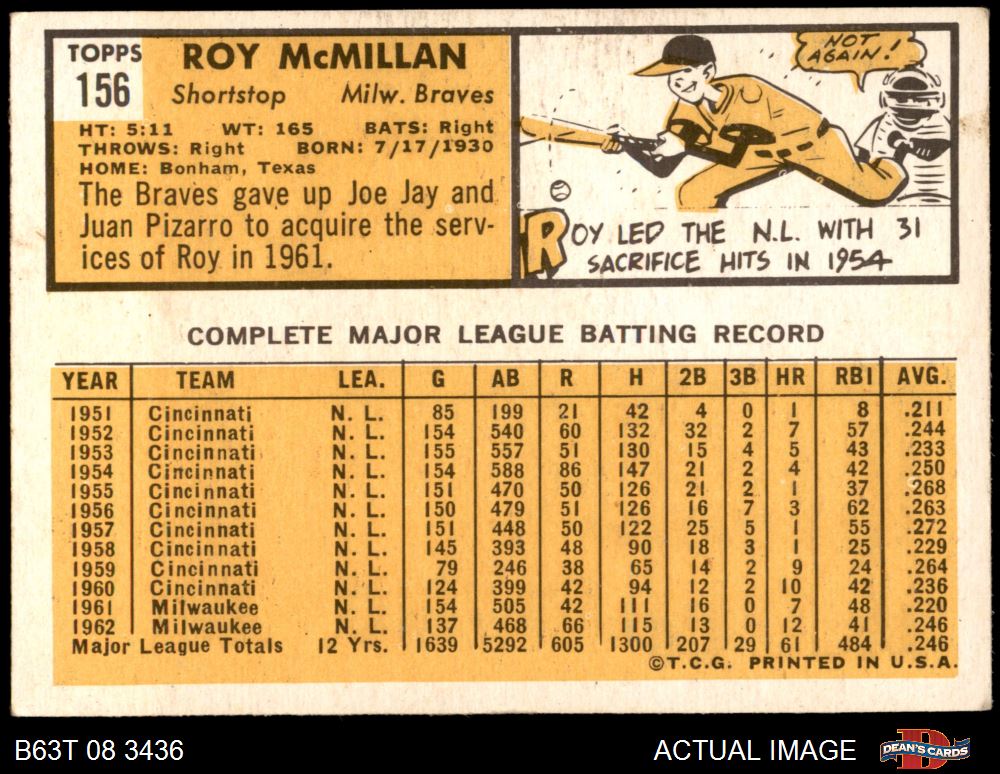 TOPPS
156
ROY McMILLAN
Shortstop Milw. Braves
HT: 5:11 WT: 165 BATS: Right
THROWS: Right BORN: 7/17/1930
HOME: Bonham, Texas
The Braves gave up Joe Jay and
Juan Pizarro to acquire the serv-
ices of Roy in 1961.
NOT
AGAIN!
ROY LED THE N.L. WITH 31
SACRIFICE HITS IN 1954
COMPLETE MAJOR LEAGUE BATTING RECORD
YEAR TEAM LEA. G AB R H 2B 3B HR RBI AVG.
1951 Cincinnati N. L. 85 199 21 42 4 0 1 8 .211
1952 Cincinnati N. L. 154 540 60 132 32 2 7 57 .244
1953 Cincinnati N. L. 155 557 51 130 15 4 5 43 .233
1954 Cincinnati N. L. 154 588 86 147 21 2 4 42 .250
1955 Cincinnati N. L. 151 470 50 126 21 2 1 37 .268
1956 Cincinnati N. L. 150 479 51 126 16 7 3 62 .263
1957 Cincinnati N. L. 151 448 50 122 25 5 1 55 .272
1958 Cincinnati N. L. 145 393 48 90 18 3 1 25 .229
1959 Cincinnati N. L. 79 246 38 65 14 2 9 24 .264
1960 Cincinnati N. L. 124 399 42 94 12 2 10 42 .236
1961 Milwaukee N. L. 154 505 42 111 16 0 7 48 .220
1962 Milwaukee N. L. 137 468 66 115 13 0 12 41 .246
Major League Totals 12 Yrs. 1639 5292 605 1300 207 29 61 484 .246
©T.C.G. PRINTED IN U.S.A.
B63T 08 3436 ACTUAL IMAGE DEAN'S CARDS